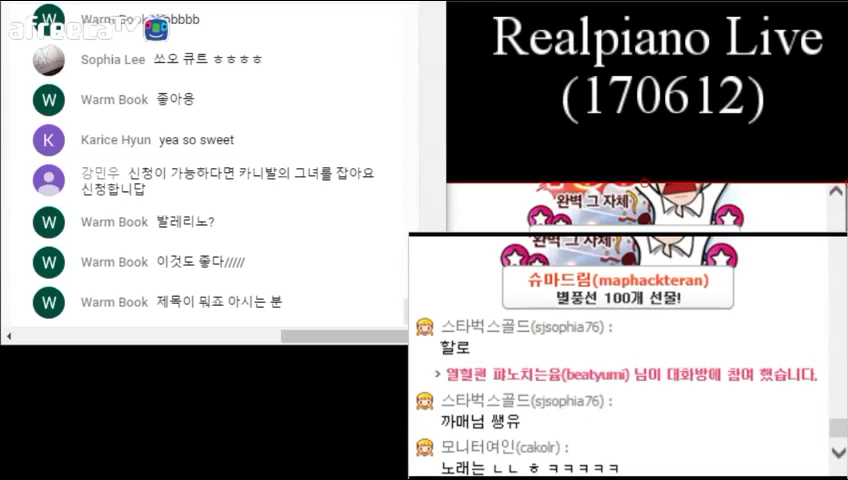 Warm Book
afreecaTV
Sophia Lee 쏘오 큐트 ㅎㅎㅎㅎ
Warm Book 좋아용
Karice Hyun yea so sweet
강민우 신청이 가능하다면 카니발의 그녀를 잡아요
신청합니답
Warm Book 발레리노?
Warm Book 이것도 좋다/////
Warm Book 제목이 뭐죠 아시는 분
Realpiano Live
(170612)
완벽 그 자체
완벽 그 자체
슈마드림(maphackteran)
별풍선 100개 선물!
스타벅스골드(sjsophia76) :
할로
열혈팬 퍄노치는윰(beatyumi) 님이 대화방에 참여 했습니다.
스타벅스골드(sjsophia76) :
까매님 쌩유
모니터여인(cakolr) :
노래는 ㄴㄴ ㅎ ㅋㅋㅋㅋㅋ
W
W
K
W
W
W